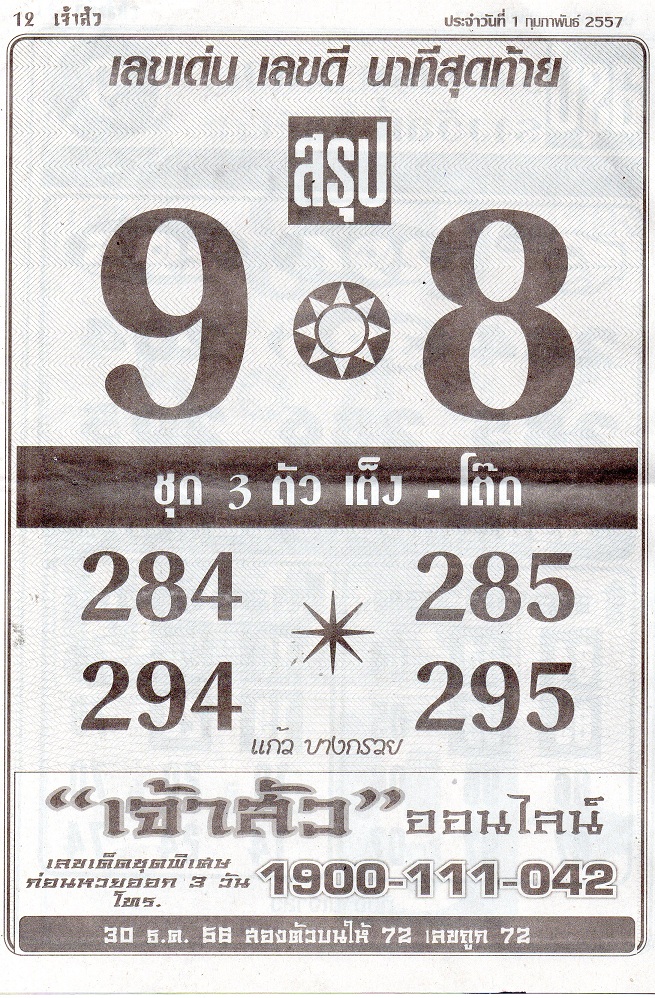 12 เจ้าสัว ประจำวันที่ 1 กุมภาพันธ์ 2557
เลขเด่น เลขดี นาทีสุดท้าย
สรุป
9 8
ชุด 3 ตัว เต็ง - โต๊ด
284 285
294 295
แก้ว บางกรวย
“เจ้าสัว” ออนไลน์
เลขเด็ดชุดพิเศษ
ก่อนหวยออก 3 วัน
โทร. 1900-111-042
30 ธ.ค. 56 สองตัวบนให้ 72 เลขถูก 72